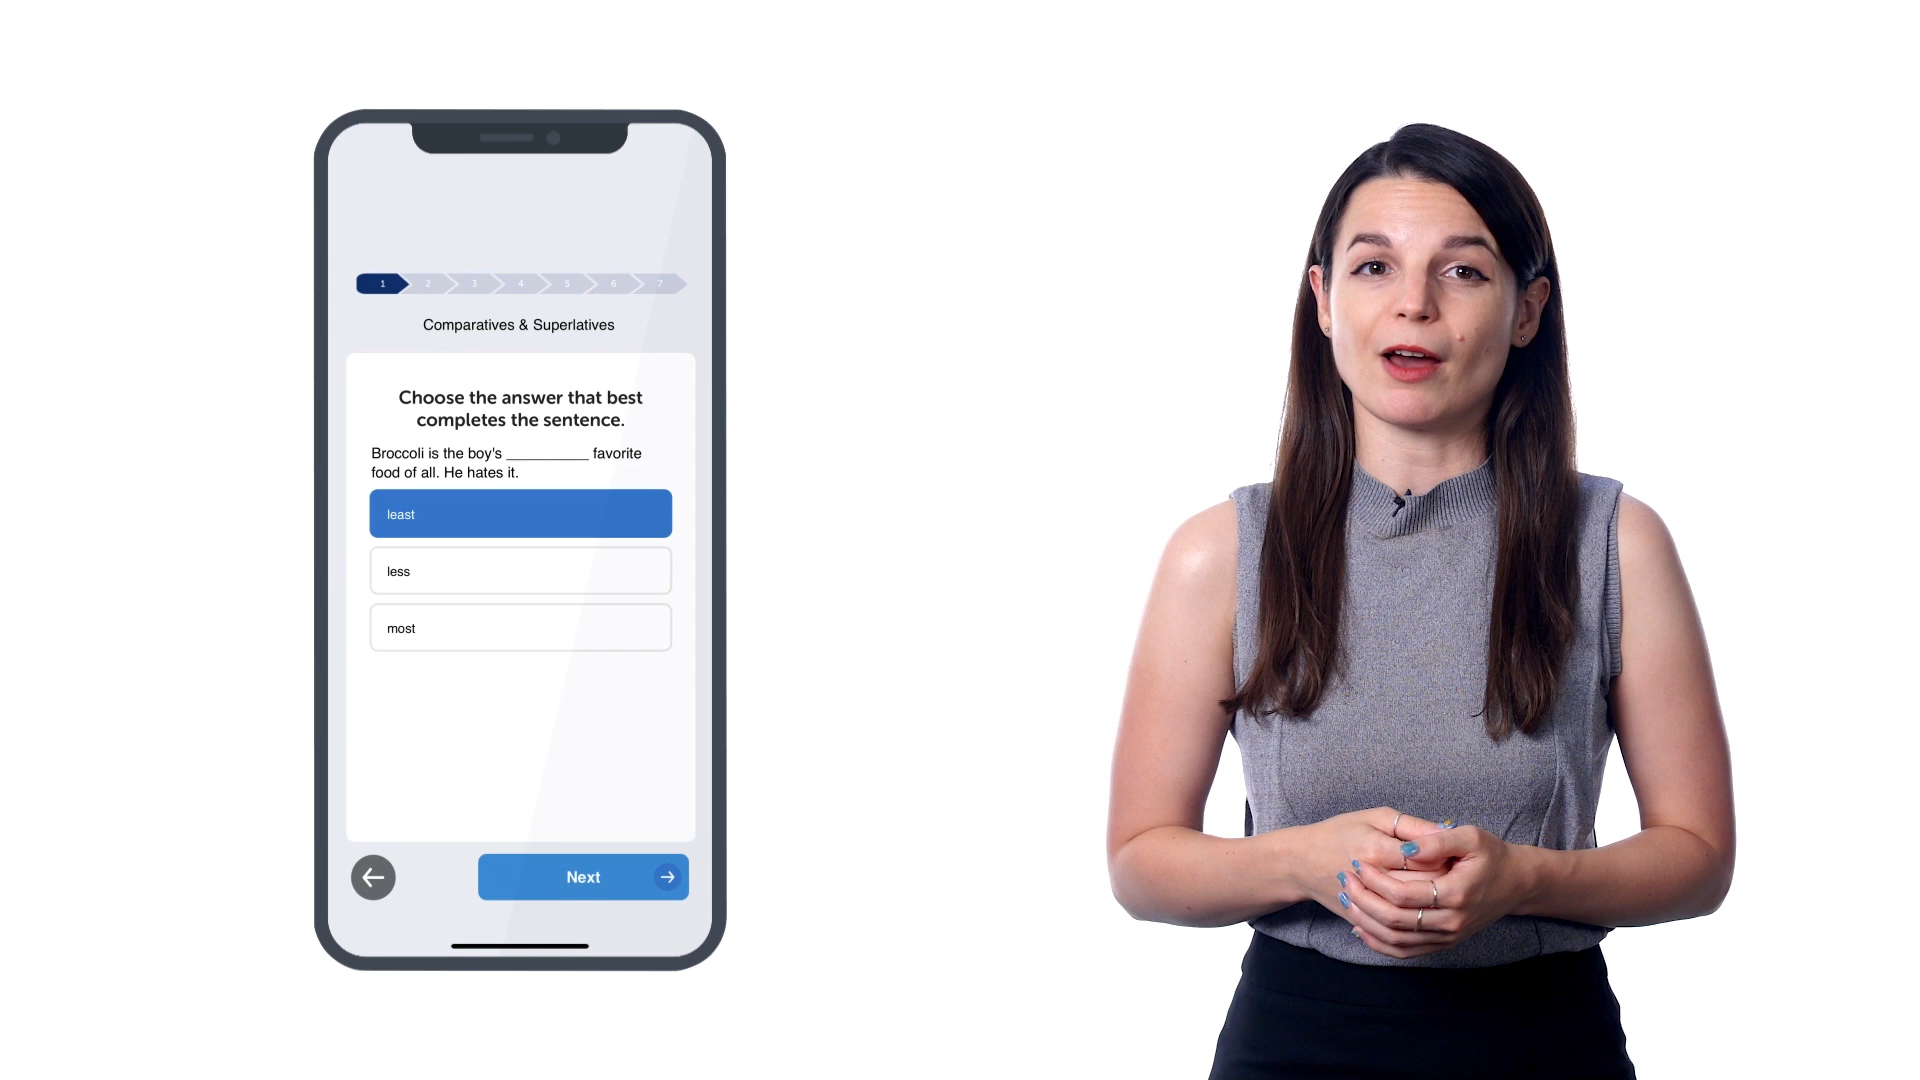 1 2 3 4 5 6 7
Comparatives & Superlatives
Choose the answer that best
completes the sentence.
Broccoli is the boy's __________ favorite
food of all. He hates it.
least
less
most
Next